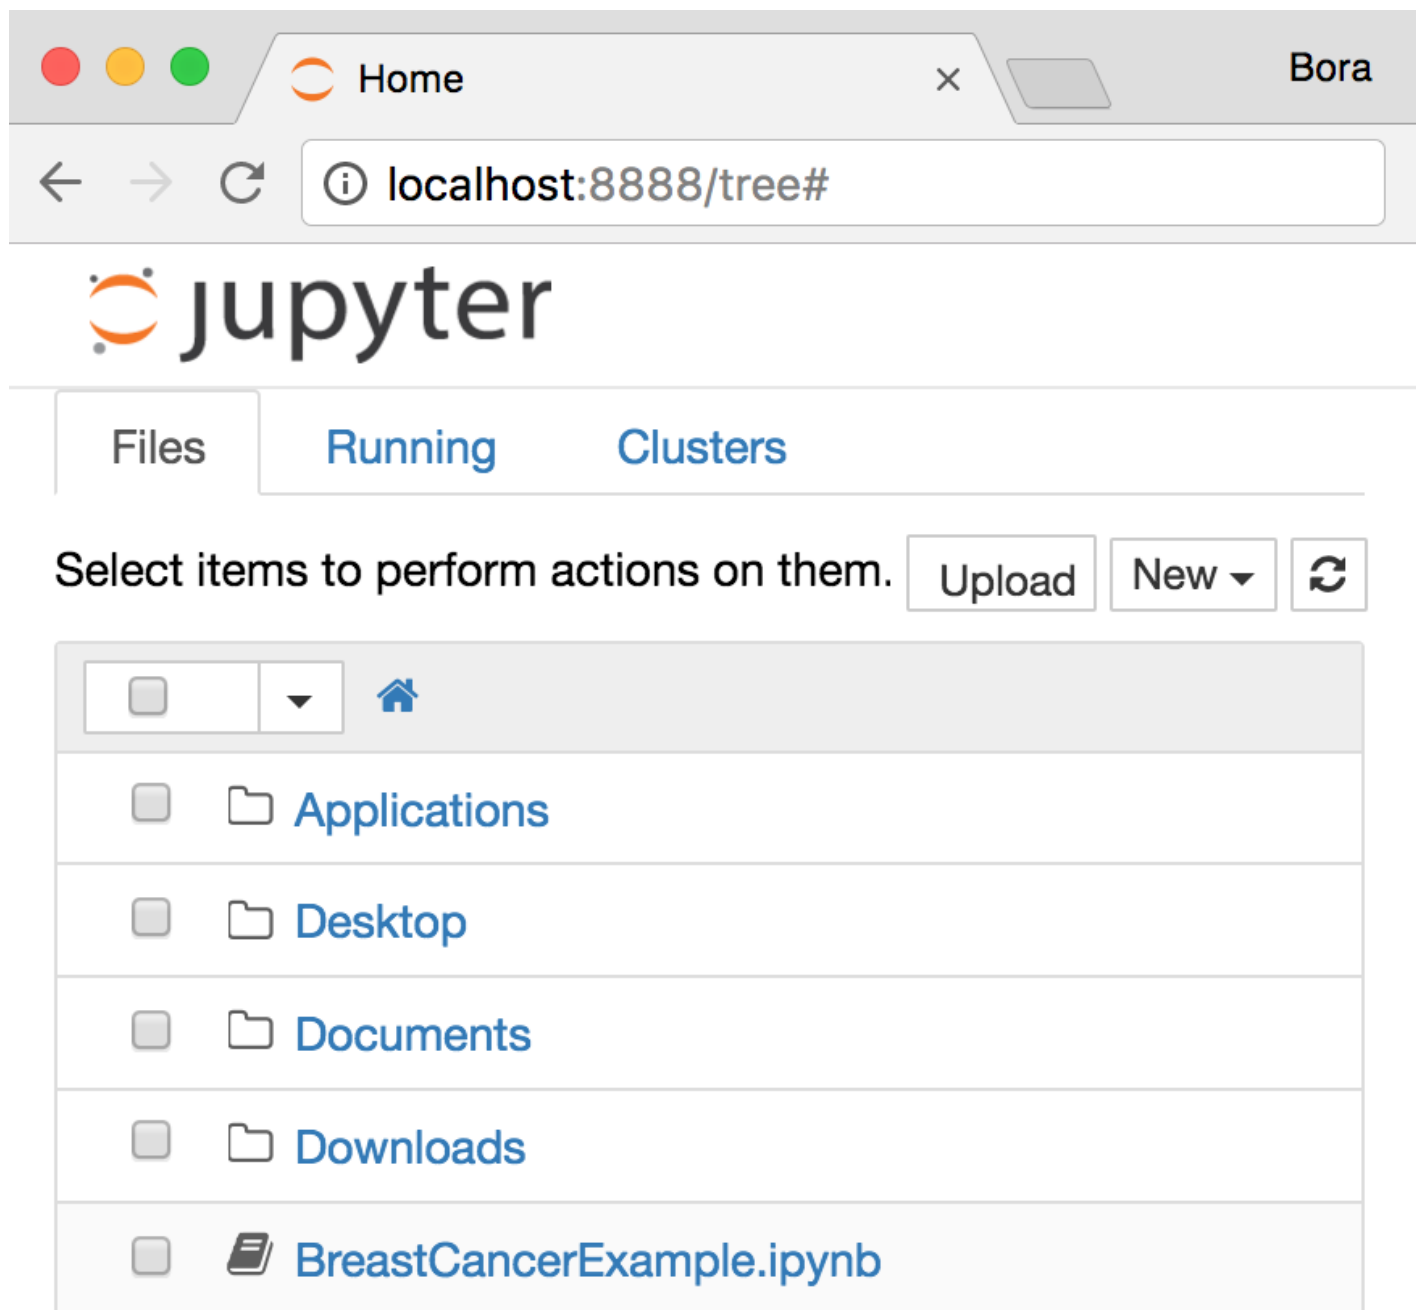 Home
Bora
localhost:8888/tree#
jupyter
Files Running Clusters
Select items to perform actions on them. Upload New
Applications
Desktop
Documents
Downloads
BreastCancerExample.ipynb